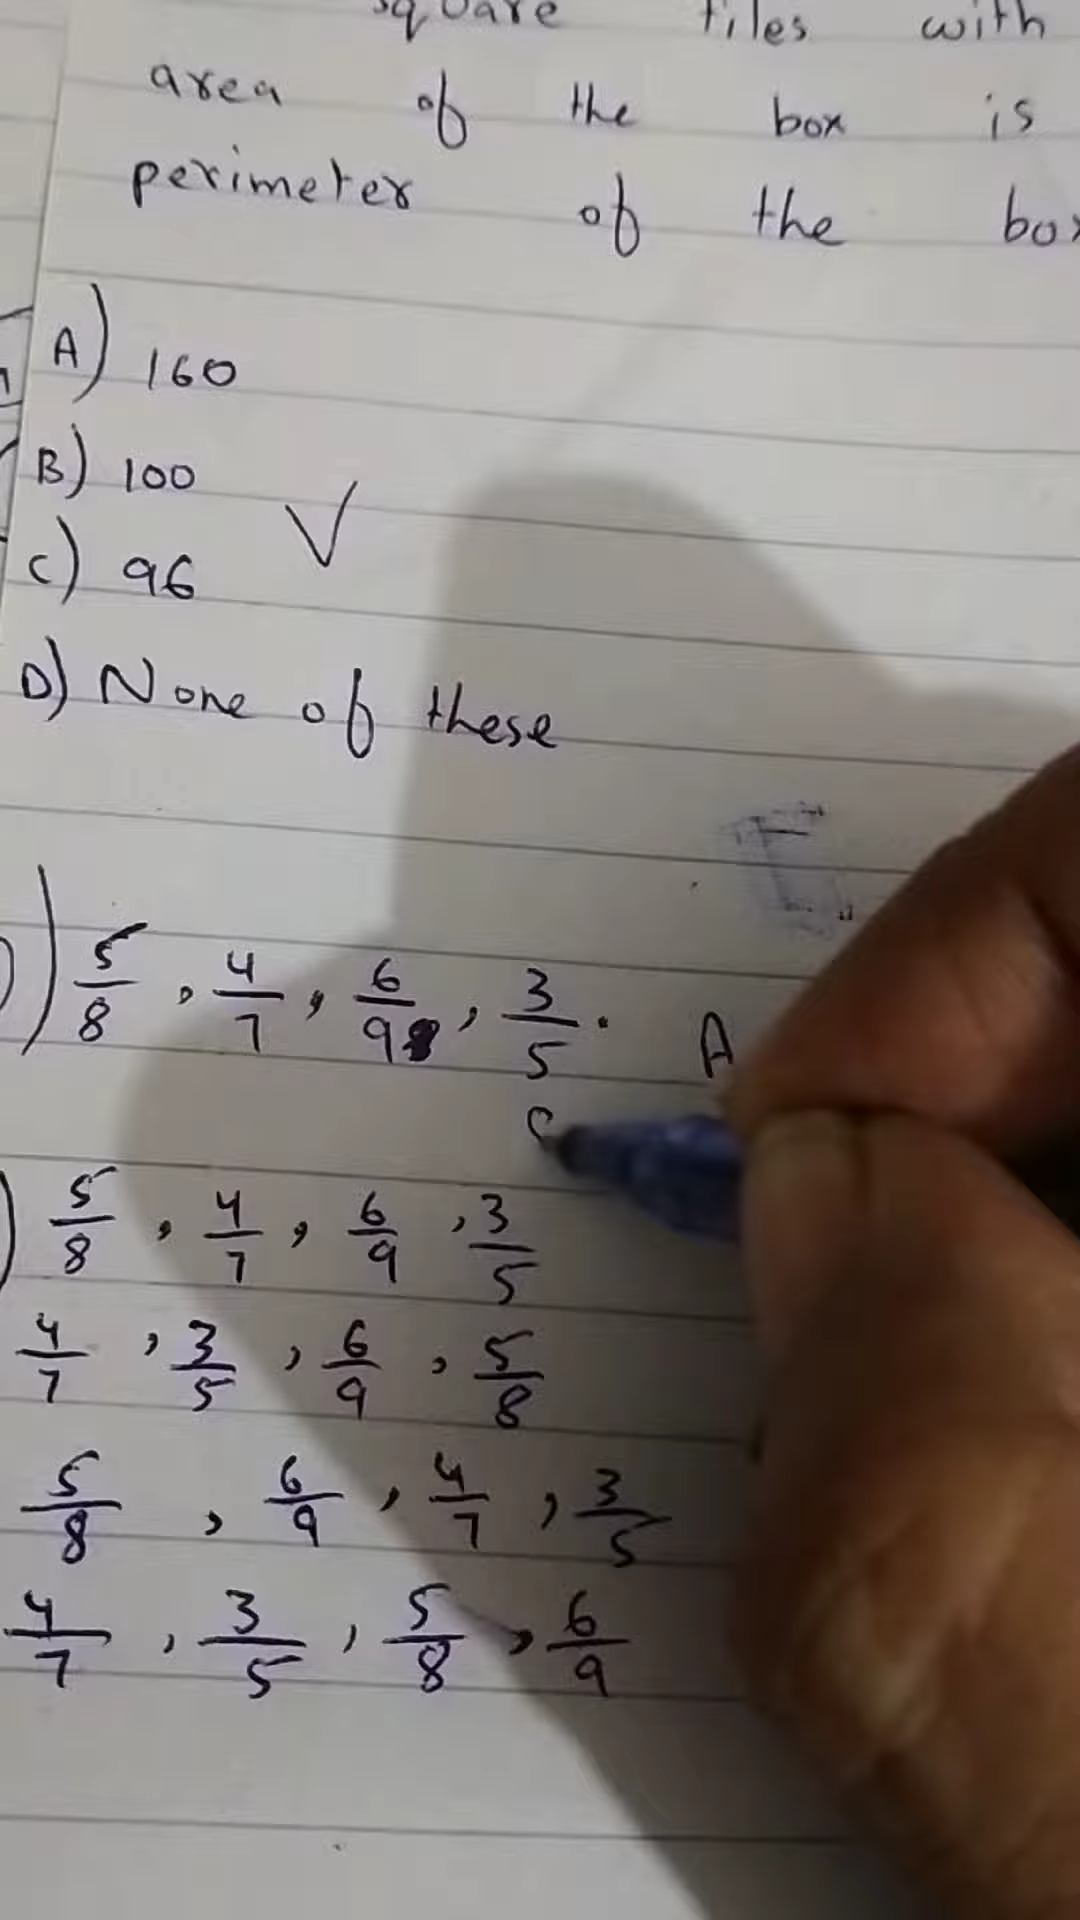 square tiles with
area of the box is
perimeter of the box
A) 160
B) 100
C) 96
D) None of these
5/8, 4/7, 6/9, 3/5. A
5/8, 4/7, 6/9, 3/5
4/7, 3/5, 6/9, 5/8
5/8, 6/9, 4/7, 3/5
4/7, 3/5, 5/8, 6/9